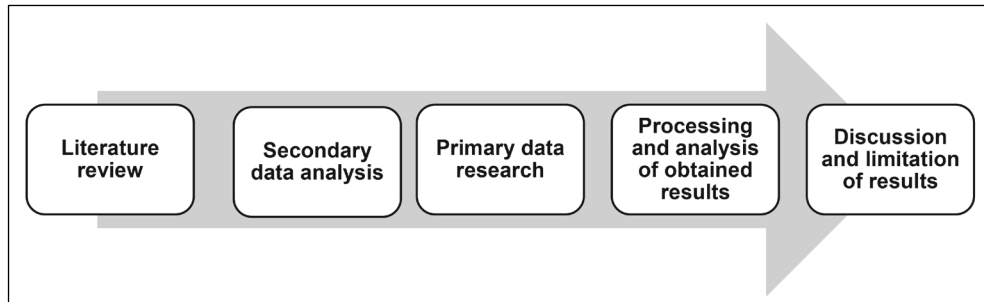 Literature
review
Secondary
data analysis
Primary data
research
Processing
and analysis
of obtained
results
Discussion
and limitation
of results